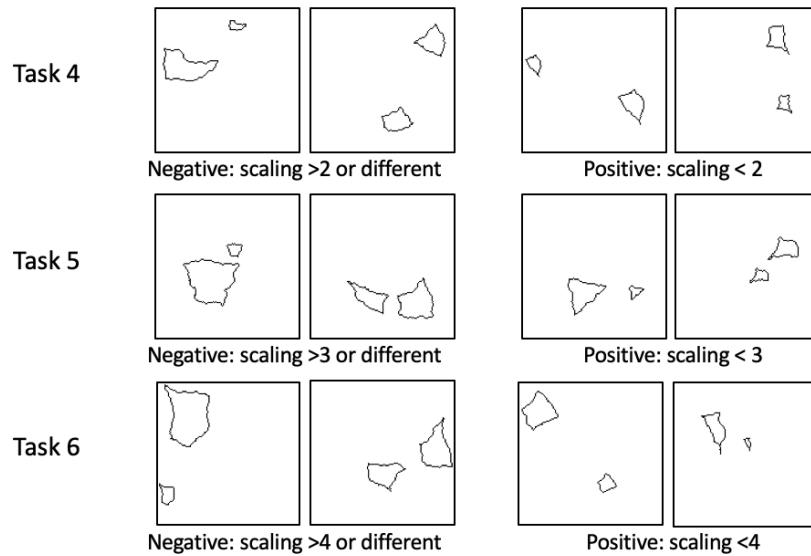 Task 4
Negative: scaling >2 or different
Positive: scaling < 2
Task 5
Negative: scaling >3 or different
Positive: scaling < 3
Task 6
Negative: scaling >4 or different
Positive: scaling <4